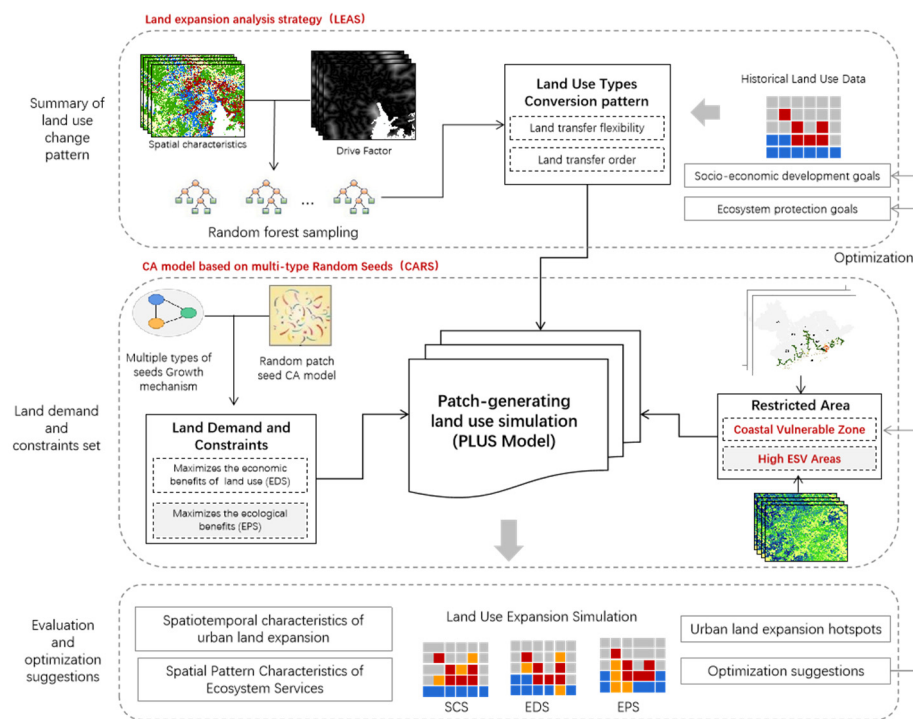 Land expansion analysis strategy（LEAS）
Summary of
land use
change
pattern
Spatial characteristics
Drive Factor
...
Random forest sampling
Land Use Types
Conversion pattern
Land transfer flexibility
Land transfer order
Historical Land Use Data
Socio-economic development goals
Ecosystem protection goals
Optimization
CA model based on multi-type Random Seeds（CARS）
Multiple types of
seeds Growth
mechanism
Random patch
seed CA model
Land demand
and
constraints set
Land Demand and
Constraints
Maximizes the economic
benefits of land use (EDS)
Maximizes the ecological
benefits (EPS)
Patch-generating
land use simulation
(PLUS Model)
Restricted Area
Coastal Vulnerable Zone
High ESV Areas
Evaluation
and
optimization
suggestions
Spatiotemporal characteristics of
urban land expansion
Spatial Pattern Characteristics of
Ecosystem Services
Land Use Expansion Simulation
SCS
EDS
EPS
Urban land expansion hotspots
Optimization suggestions